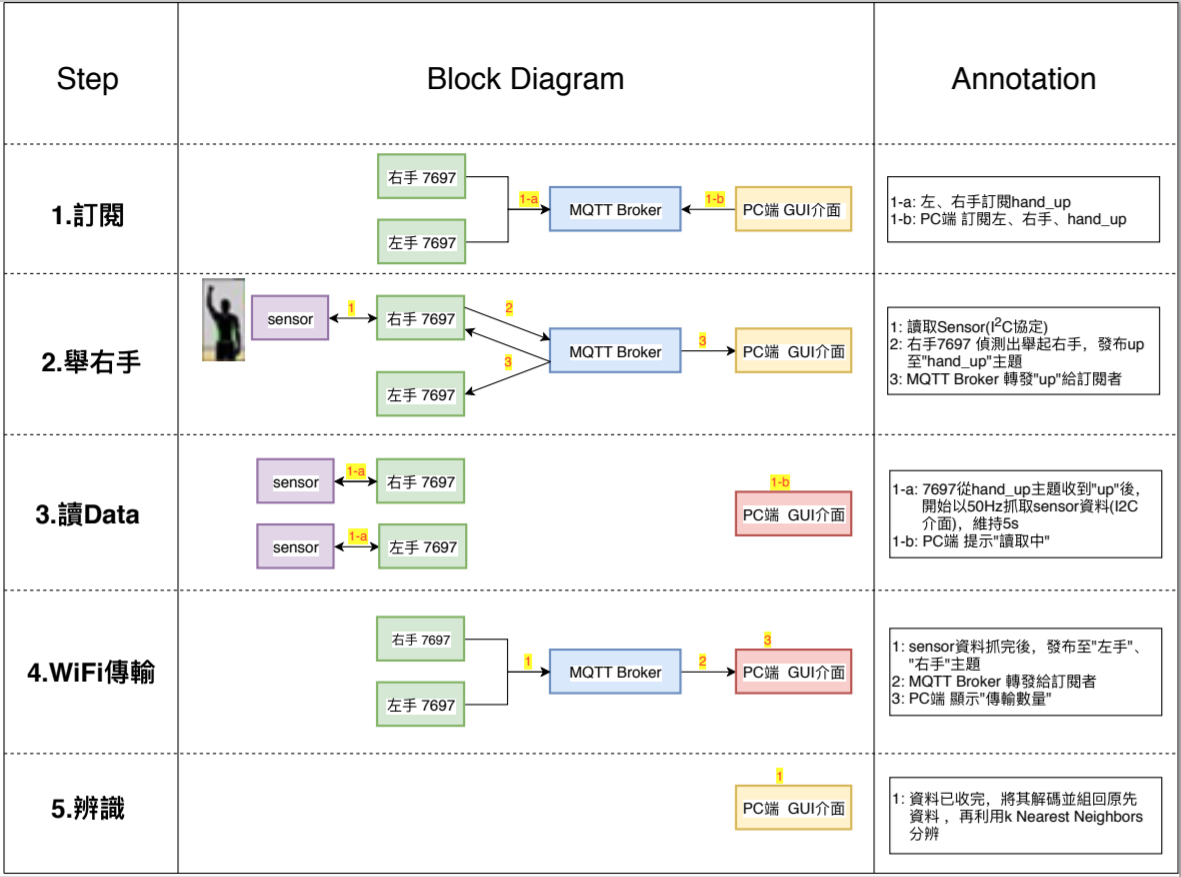 Step
Block Diagram
Annotation
1.訂閱
右手 7697
左手 7697
1-a
MQTT Broker
1-b
PC端 GUI介面
1-a: 左、右手訂閱hand_up
1-b: PC端 訂閱左、右手、hand_up
2.舉右手
sensor
1
右手 7697
左手 7697
2
3
MQTT Broker
3
PC端 GUI介面
1: 讀取Sensor(I²C協定)
2: 右手7697 偵測出舉起右手，發布up
至"hand_up"主題
3: MQTT Broker 轉發"up"給訂閱者
3.讀Data
sensor
1-a
右手 7697
sensor
1-a
左手 7697
1-b
PC端 GUI介面
1-a: 7697從hand_up主題收到"up"後，
開始以50Hz抓取sensor資料(I2C
介面)，維持5s
1-b: PC端 提示"讀取中"
4.WiFi傳輸
右手 7697
左手 7697
1
MQTT Broker
2
3
PC端 GUI介面
1: sensor資料抓完後，發布至"左手"、
"右手"主題
2: MQTT Broker 轉發給訂閱者
3: PC端 顯示"傳輸數量"
5.辨識
1
PC端 GUI介面
1: 資料已收完，將其解碼並組回原先
資料，再利用k Nearest Neighbors
分辨